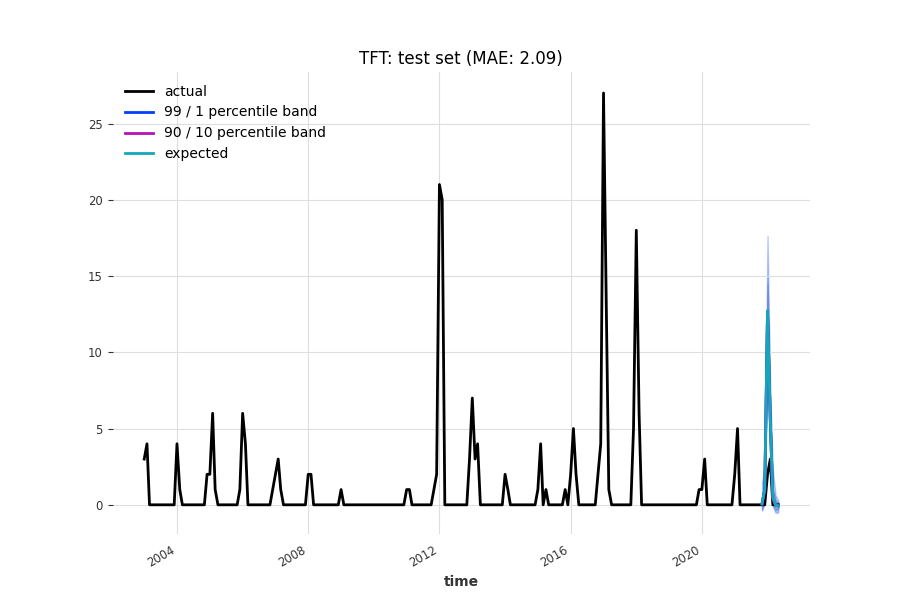 TFT: test set (MAE: 2.09)
actual
99 / 1 percentile band
90 / 10 percentile band
expected
25
20
15
10
5
0
2004
2008
2012
2016
2020
time